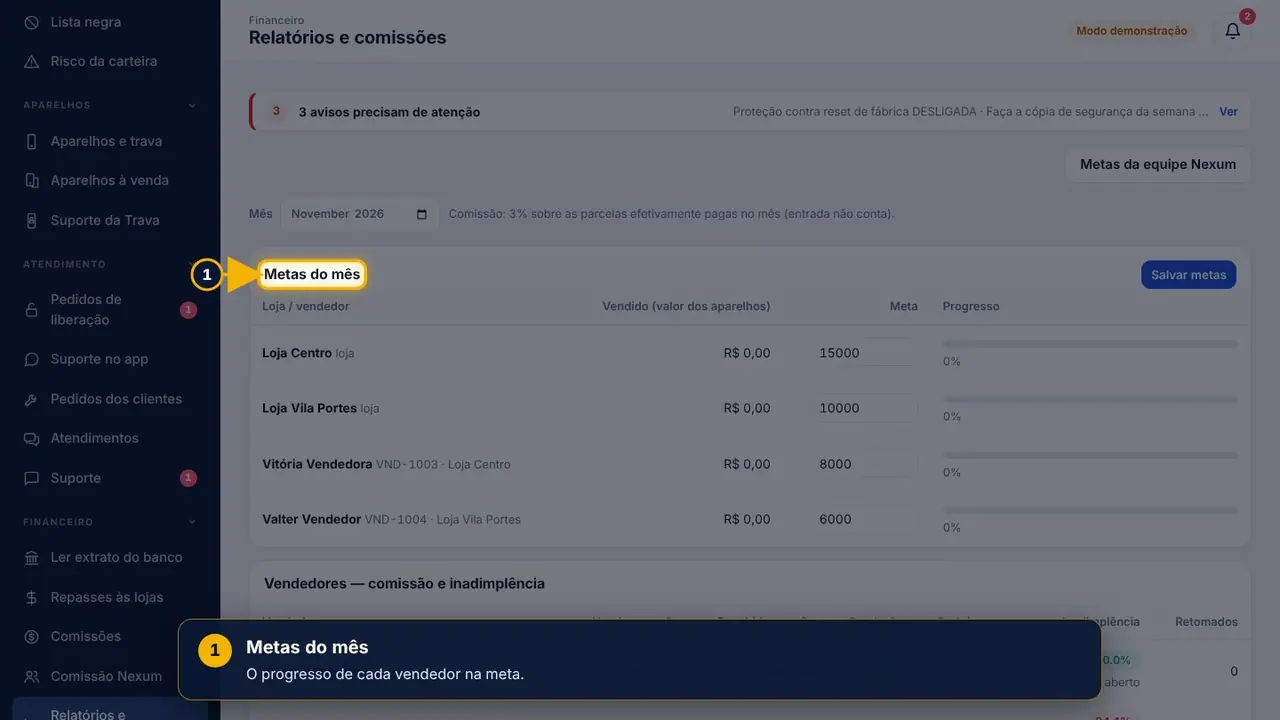 Lista negra
Risco da carteira
APARELHOS
Aparelhos e trava
Aparelhos à venda
Suporte da Trava
ATENDIMENTO
Pedidos de
liberação
1
Suporte no app
Pedidos dos clientes
Atendimentos
Suporte
1
FINANCEIRO
Ler extrato do banco
Repasses às lojas
Comissões
Comissão Nexum
Relatórios e
Financeiro
Relatórios e comissões
Modo demonstração
2
3
3 avisos precisam de atenção
Proteção contra reset de fábrica DESLIGADA · Faça a cópia de segurança da semana ...
Ver
Metas da equipe Nexum
Mês
November 2026
Comissão: 3% sobre as parcelas efetivamente pagas no mês (entrada não conta).
1
Metas do mês
Salvar metas
Loja / vendedor
Vendido (valor dos aparelhos)
Meta
Progresso
Loja Centro loja
R$ 0,00
15000
0%
Loja Vila Portes loja
R$ 0,00
10000
0%
Vitória Vendedora VND-1003 · Loja Centro
R$ 0,00
8000
0%
Valter Vendedor VND-1004 · Loja Vila Portes
R$ 0,00
6000
0%
Vendedores — comissão e inadimplência
Retomados
0.0%
aberto
0
1
Metas do mês
O progresso de cada vendedor na meta.